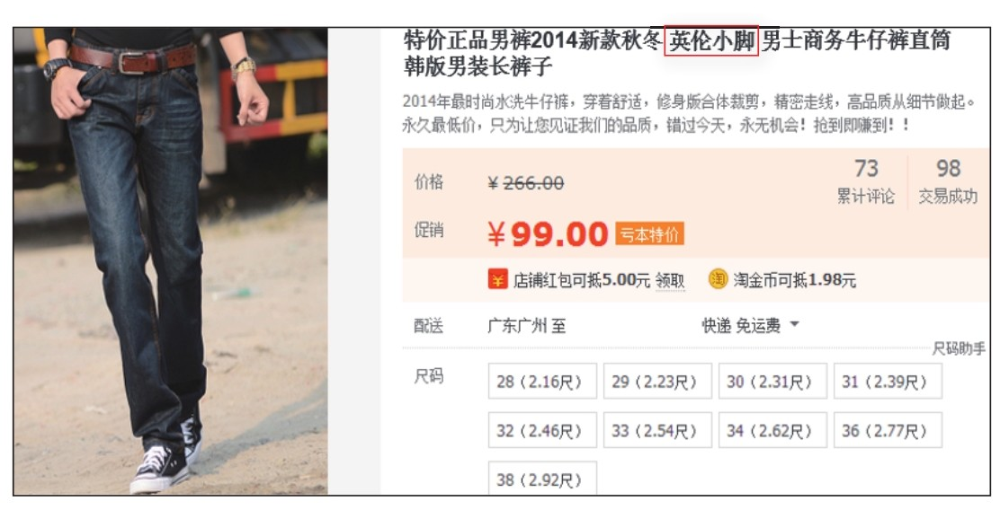 特价正品男裤2014新款秋冬 英伦小脚 男士商务牛仔裤直筒
韩版男装长裤子
2014年最时尚水洗牛仔裤，穿着舒适，修身版合体裁剪，精密走线，高品质从细节做起。
永久最低价，只为让您见证我们的品质，错过今天，永无机会！抢到即赚到！！
价格 ¥ 266.00 73 98
累计评论 交易成功
促销 ¥99.00 亏本特价
¥ 店铺红包可抵5.00元 领取 淘 淘金币可抵1.98元
配送 广东广州 至 快递 免运费
尺码助手
尺码 28（2.16尺） 29（2.23尺） 30（2.31尺） 31（2.39尺）
32（2.46尺） 33（2.54尺） 34（2.62尺） 36（2.77尺）
38（2.92尺）